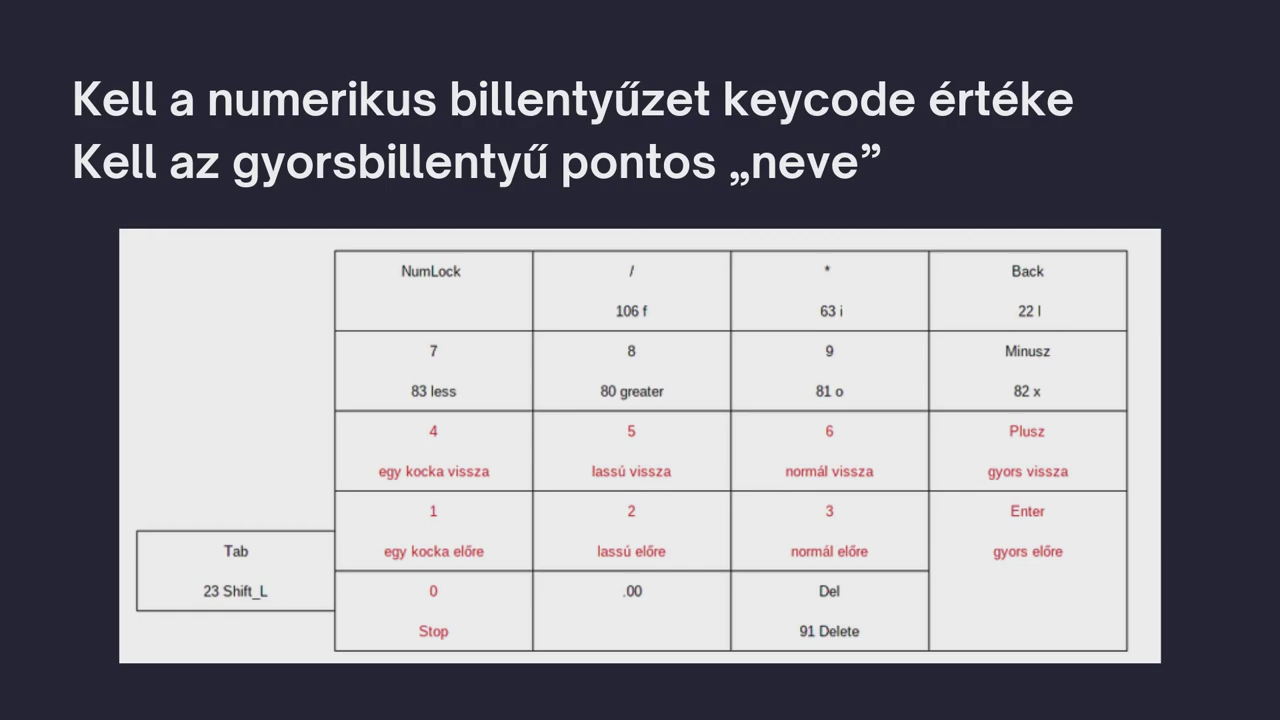 Kell a numerikus billentyűzet keycode értéke
Kell az gyorsbillentyű pontos „neve”
NumLock / * Back
106 f 63 i 22 l
7 8 9 Minusz
83 less 80 greater 81 o 82 x
4 5 6 Plusz
egy kocka vissza lassú vissza normál vissza gyors vissza
1 2 3 Enter
Tab egy kocka előre lassú előre normál előre gyors előre
23 Shift_L 0 .00 Del
Stop 91 Delete